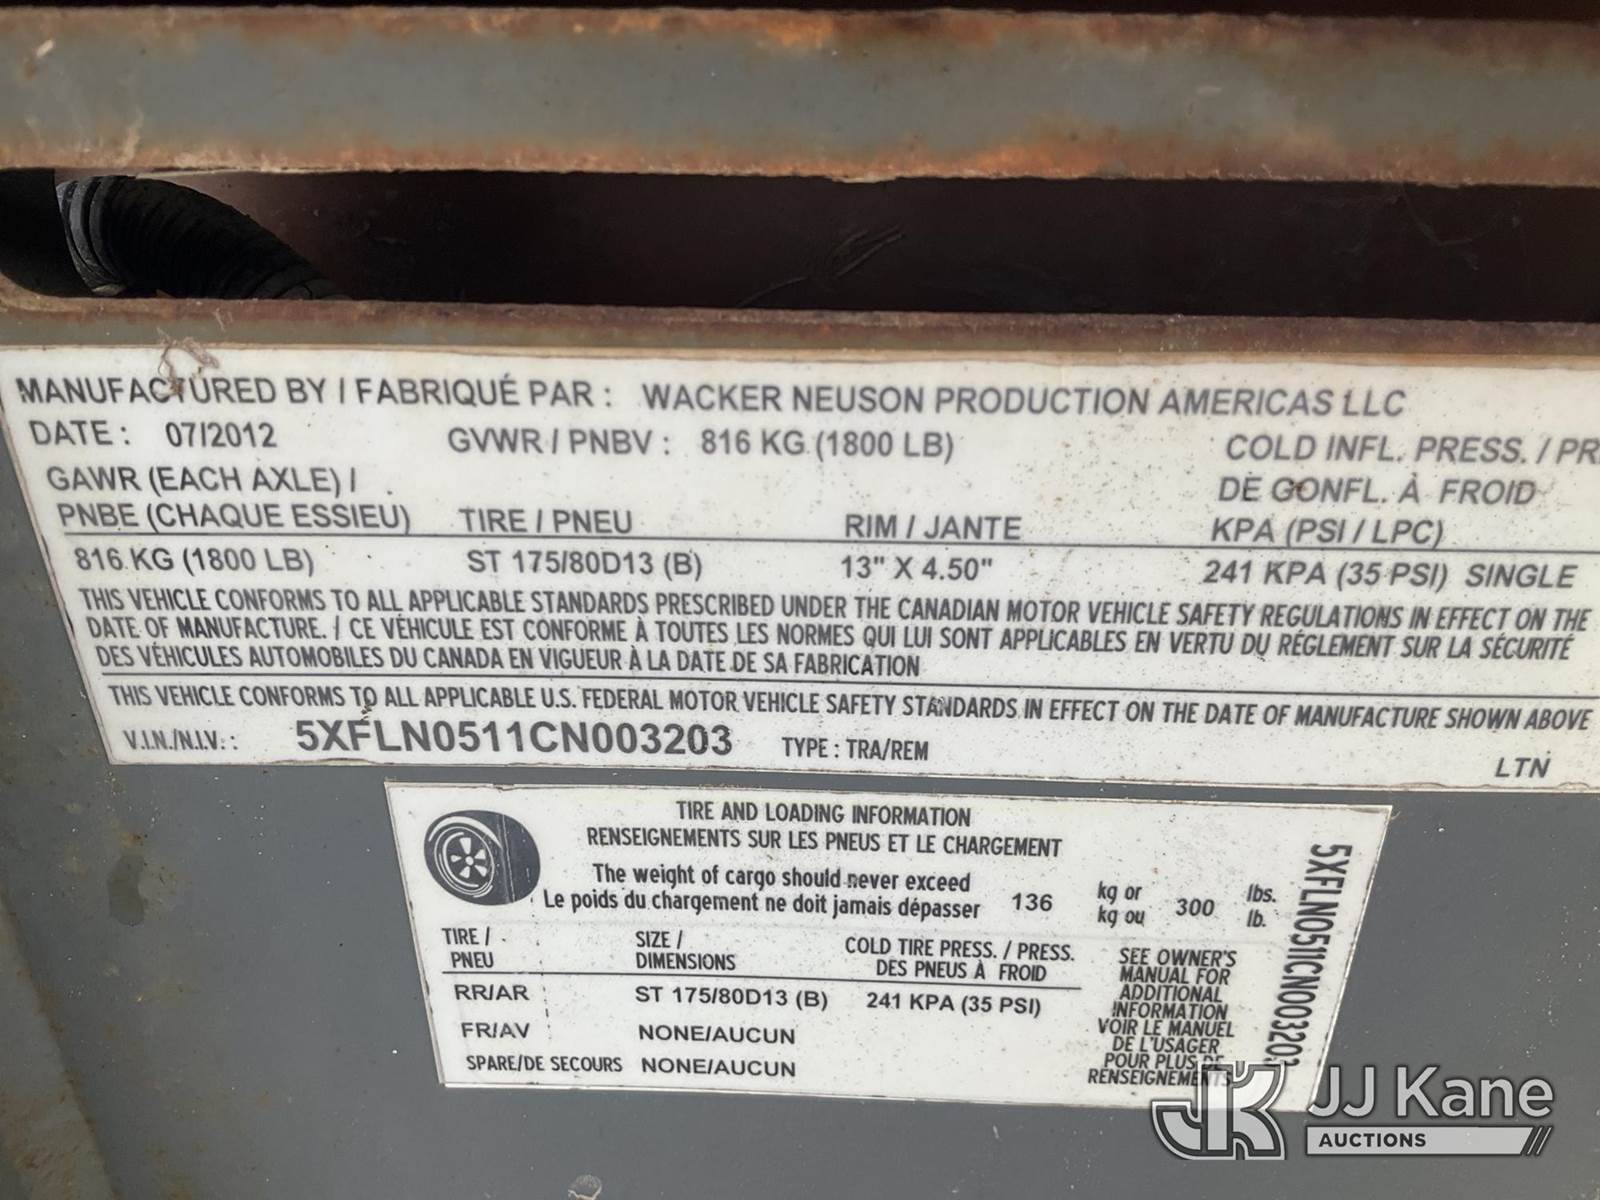 MANUFACTURED BY / FABRIQUÉ PAR : WACKER NEUSON PRODUCTION AMERICAS LLC
DATE : 07/2012 GVWR / PNBV : 816 KG (1800 LB) COLD INFL. PRESS. /
GAWR (EACH AXLE) / DE GONFL. À FROID
PNBE (CHAQUE ESSIEU) TIRE / PNEU RIM / JANTE KPA (PSI / LPC)
816 KG (1800 LB) ST 175/80D13 (B) 13" X 4.50" 241 KPA (35 PSI) SINGLE
THIS VEHICLE CONFORMS TO ALL APPLICABLE STANDARDS PRESCRIBED UNDER THE CANADIAN MOTOR VEHICLE SAFETY REGULATIONS IN EFFECT ON THE
DATE OF MANUFACTURE. / CE VÉHICULE EST CONFORME À TOUTES LES NORMES QUI LUI SONT APPLICABLES EN VERTU DU RÉGLEMENT SUR LA SÉCURITÉ
DES VÉHICULES AUTOMOBILES DU CANADA EN VIGUEUR À LA DATE DE SA FABRICATION
THIS VEHICLE CONFORMS TO ALL APPLICABLE U.S. FEDERAL MOTOR VEHICLE SAFETY STANDARDS IN EFFECT ON THE DATE OF MANUFACTURE SHOWN ABOVE
V.I.N./N.I.V. : 5XFLN0511CN003203 TYPE : TRA/REM
LTN
TIRE AND LOADING INFORMATION
RENSEIGNEMENTS SUR LES PNEUS ET LE CHARGEMENT
The weight of cargo should never exceed
Le poids du chargement ne doit jamais dépasser 136 kg or kg ou 300 lbs. lb.
TIRE / PNEU SIZE / DIMENSIONS COLD TIRE PRESS. / PRESS. DES PNEUS À FROID
RR/AR ST 175/80D13 (B) 241 KPA (35 PSI)
FR/AV NONE/AUCUN
SPARE/DE SECOURS NONE/AUCUN
SEE OWNER'S
MANUAL FOR
ADDITIONAL
INFORMATION
VOIR LE MANUEL
DE L'USAGER
POUR PLUS DE
RENSEIGNEMENTS
5XFLN0511CN003203
JK JJ Kane
AUCTIONS